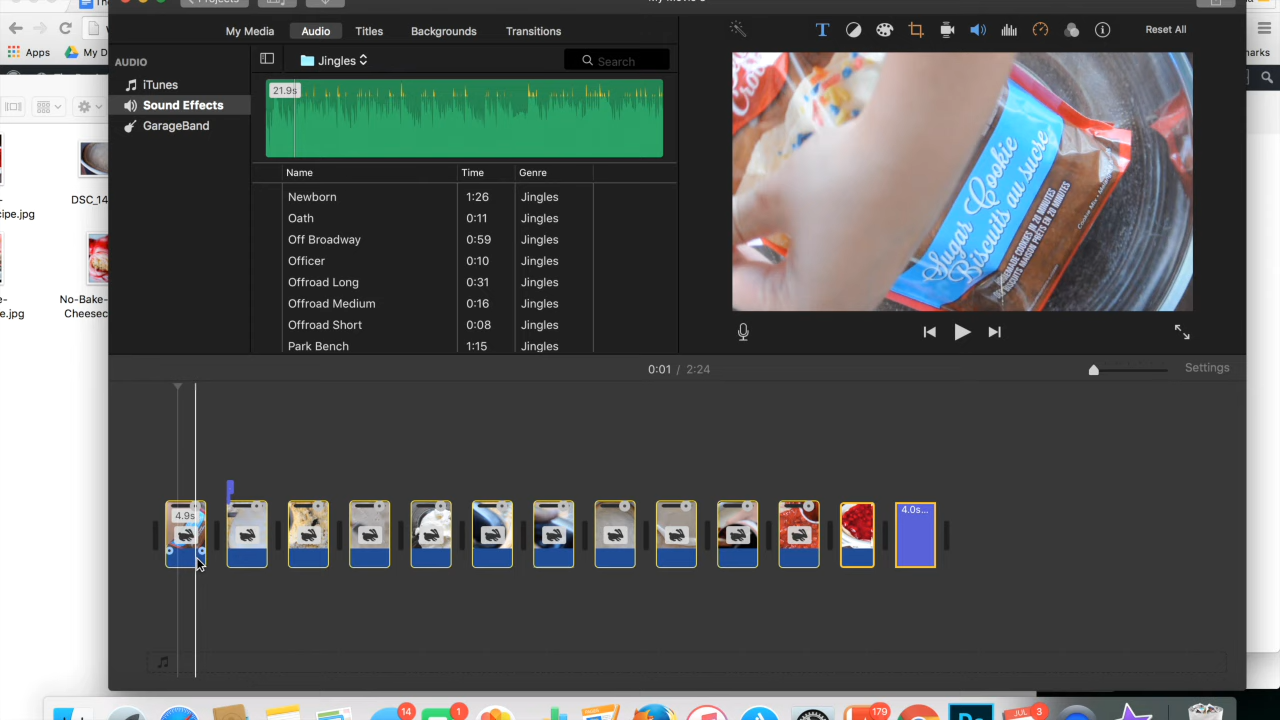 Projects
Apps
My D
marks
My Media
Audio
Titles
Backgrounds
Transitions
Reset All
AUDIO
iTunes
Sound Effects
GarageBand
Jingles
Search
21.9s
Name Time Genre
Newborn 1:26 Jingles
Oath 0:11 Jingles
Off Broadway 0:59 Jingles
Officer 0:10 Jingles
Offroad Long 0:31 Jingles
Offroad Medium 0:16 Jingles
Offroad Short 0:08 Jingles
Park Bench 1:15 Jingles
Sugar Cookie
Biscuits au sucre
DSC_14
cipe.jpg
No-Bake-
Cheesec
e.jpg
0:01 / 2:24
Settings
4.9s
4.0s...
14
1
179
JUL.
3